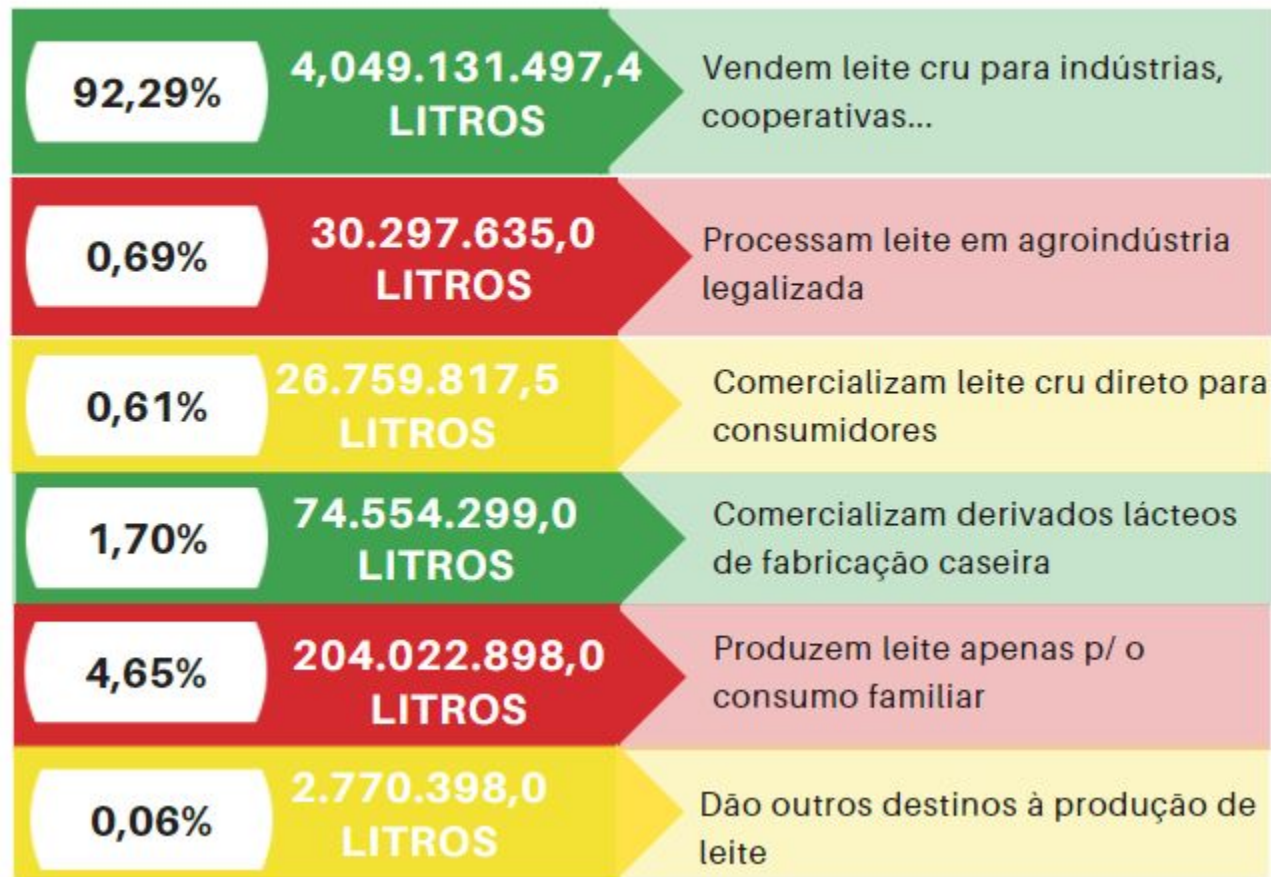 92,29%
4,049.131.497,4
LITROS
Vendem leite cru para indústrias,
cooperativas...
0,69%
30.297.635,0
LITROS
Processam leite em agroindústria
legalizada
0,61%
26.759.817,5
LITROS
Comercializam leite cru direto para
consumidores
1,70%
74.554.299,0
LITROS
Comercializam derivados lácteos
de fabricação caseira
4,65%
204.022.898,0
LITROS
Produzem leite apenas p/ o
consumo familiar
0,06%
2.770.398,0
LITROS
Dão outros destinos à produção de
leite